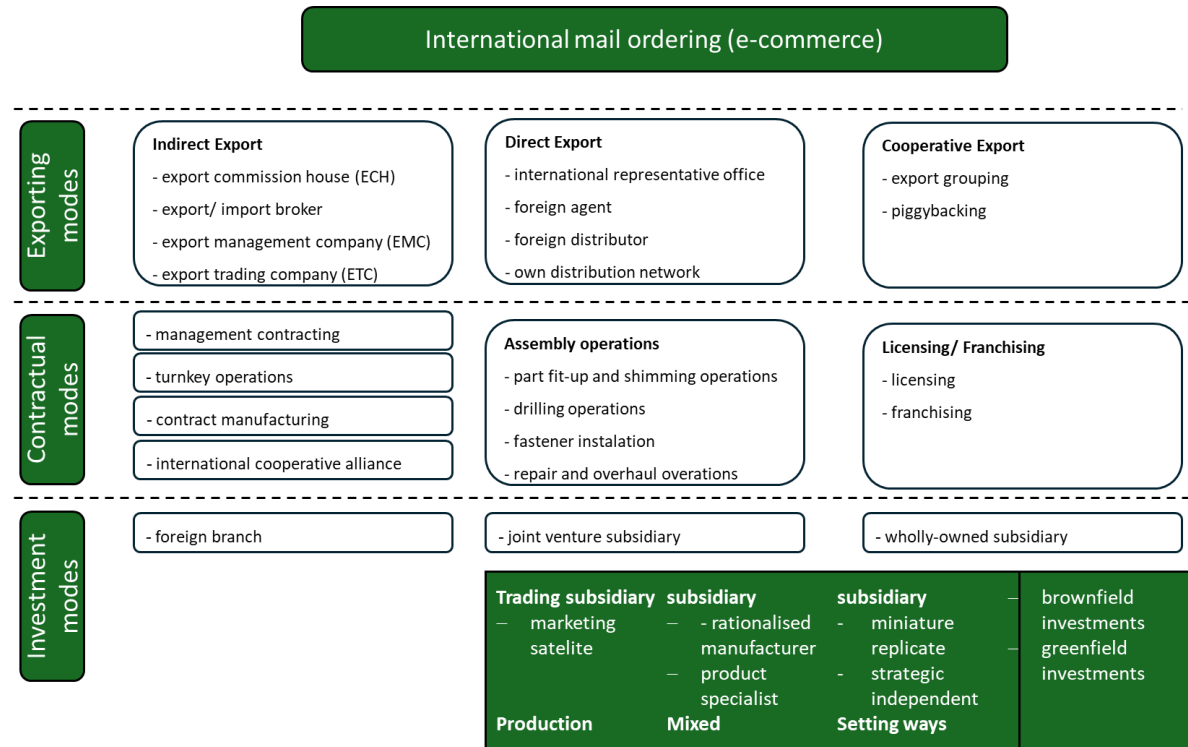 International mail ordering (e-commerce)
Exporting
modes
Indirect Export
- export commission house (ECH)
- export/ import broker
- export management company (EMC)
- export trading company (ETC)
Direct Export
- international representative office
- foreign agent
- foreign distributor
- own distribution network
Cooperative Export
- export grouping
- piggybacking
Contractual
modes
- management contracting
- turnkey operations
- contract manufacturing
- international cooperative alliance
Assembly operations
- part fit-up and shimming operations
- drilling operations
- fastener instalation
- repair and overhaul overations
Licensing/ Franchising
- licensing
- franchising
Investment
modes
- foreign branch
- joint venture subsidiary
- wholly-owned subsidiary
Trading subsidiary
– marketing
satelite
Production
subsidiary
– - rationalised
manufacturer
– product
specialist
Mixed
subsidiary
- miniature
replicate
- strategic
independent
Setting ways
– brownfield
investments
– greenfield
investments